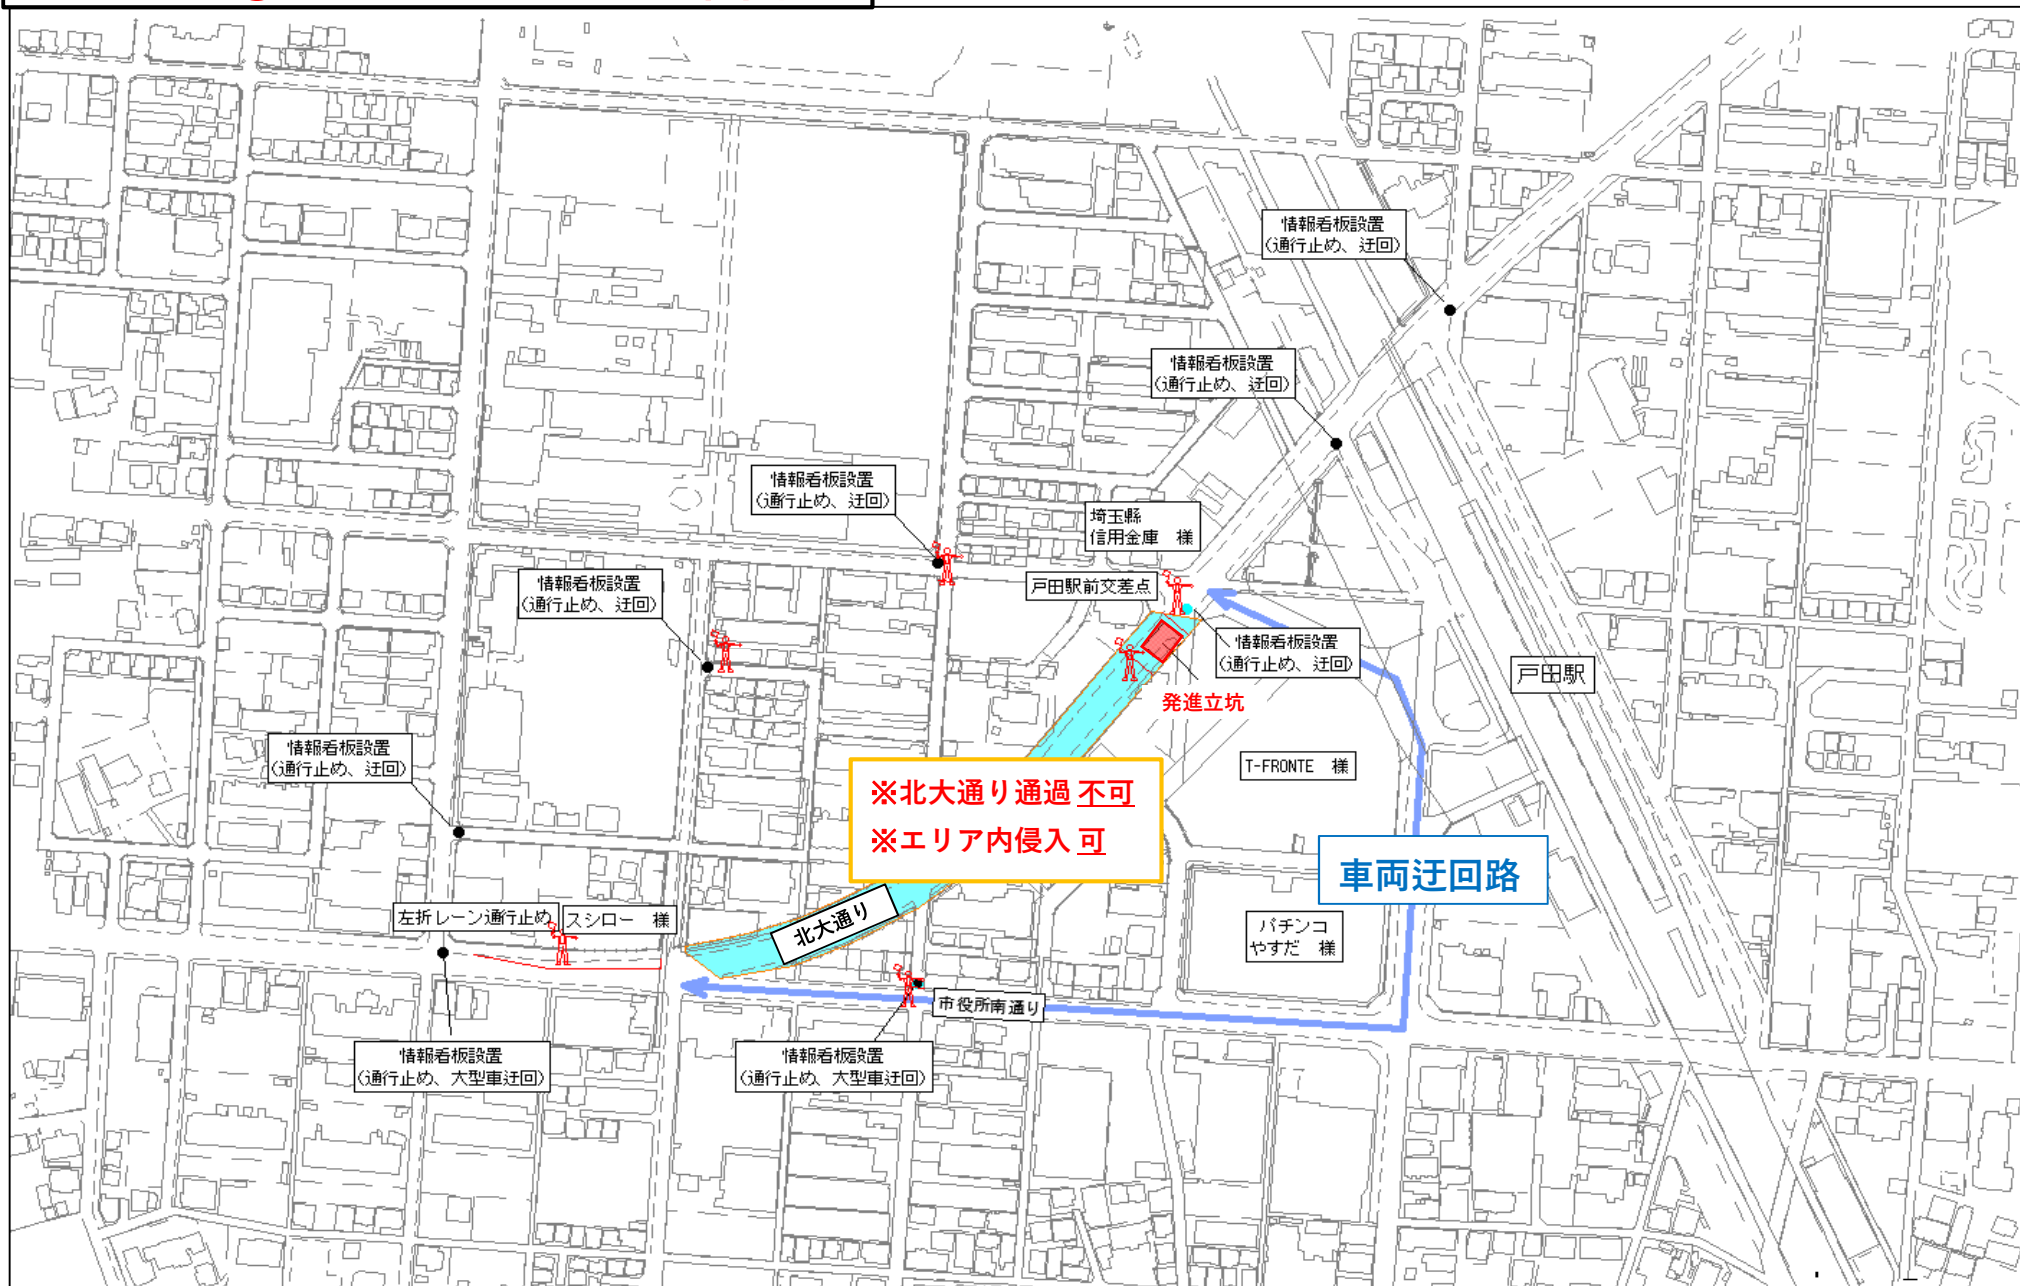 情報看板設置
(通行止め、迂回)
情報看板設置
(通行止め、迂回)
情報看板設置
(通行止め、迂回)
埼玉縣
信用金庫 様
戸田駅前交差点
情報看板設置
(通行止め、迂回)
情報看板設置
(通行止め、迂回)
戸田駅
発進立坑
情報看板設置
(通行止め、迂回)
T-FRONTE 様
※北大通り通過 不可
※エリア内侵入 可
車両迂回路
左折レーン通行止め
スシロー 様
北大通り
パチンコ
やすだ 様
市役所南通り
情報看板設置
(通行止め、大型車迂回)
情報看板設置
(通行止め、大型車迂回)